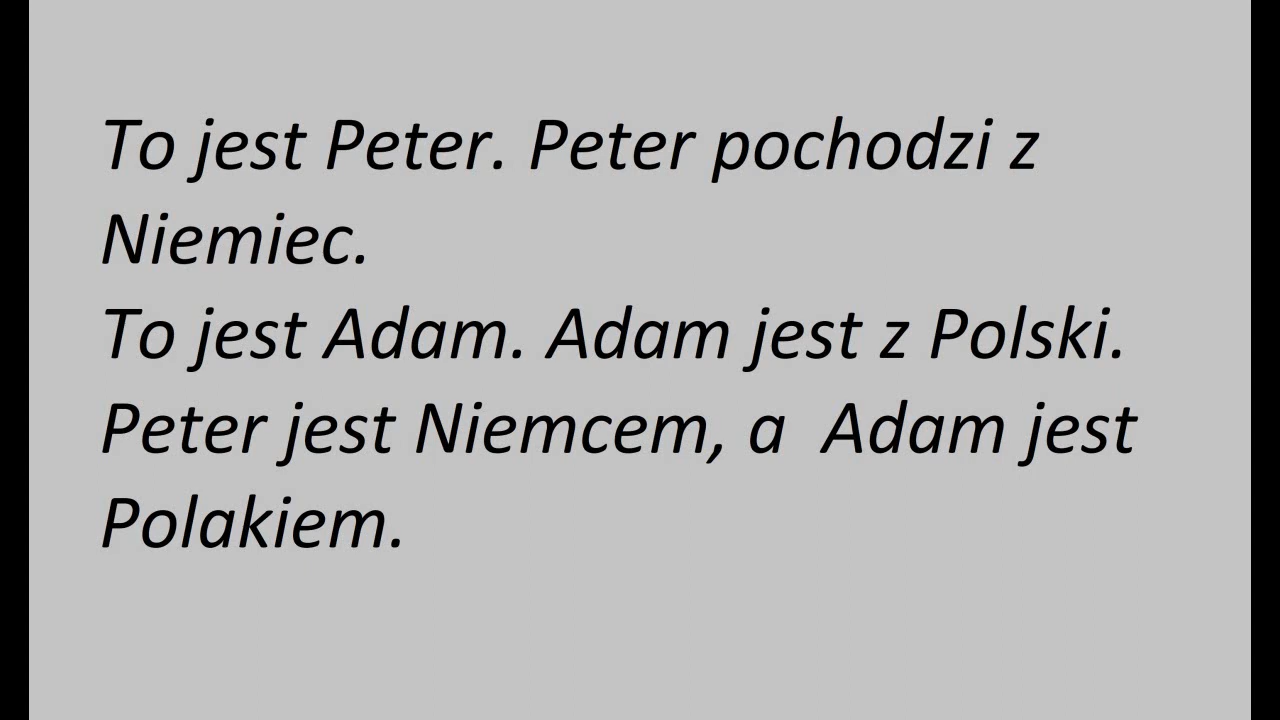 To jest Peter. Peter pochodzi z
Niemiec.
To jest Adam. Adam jest z Polski.
Peter jest Niemcem, a  Adam jest
Polakiem.